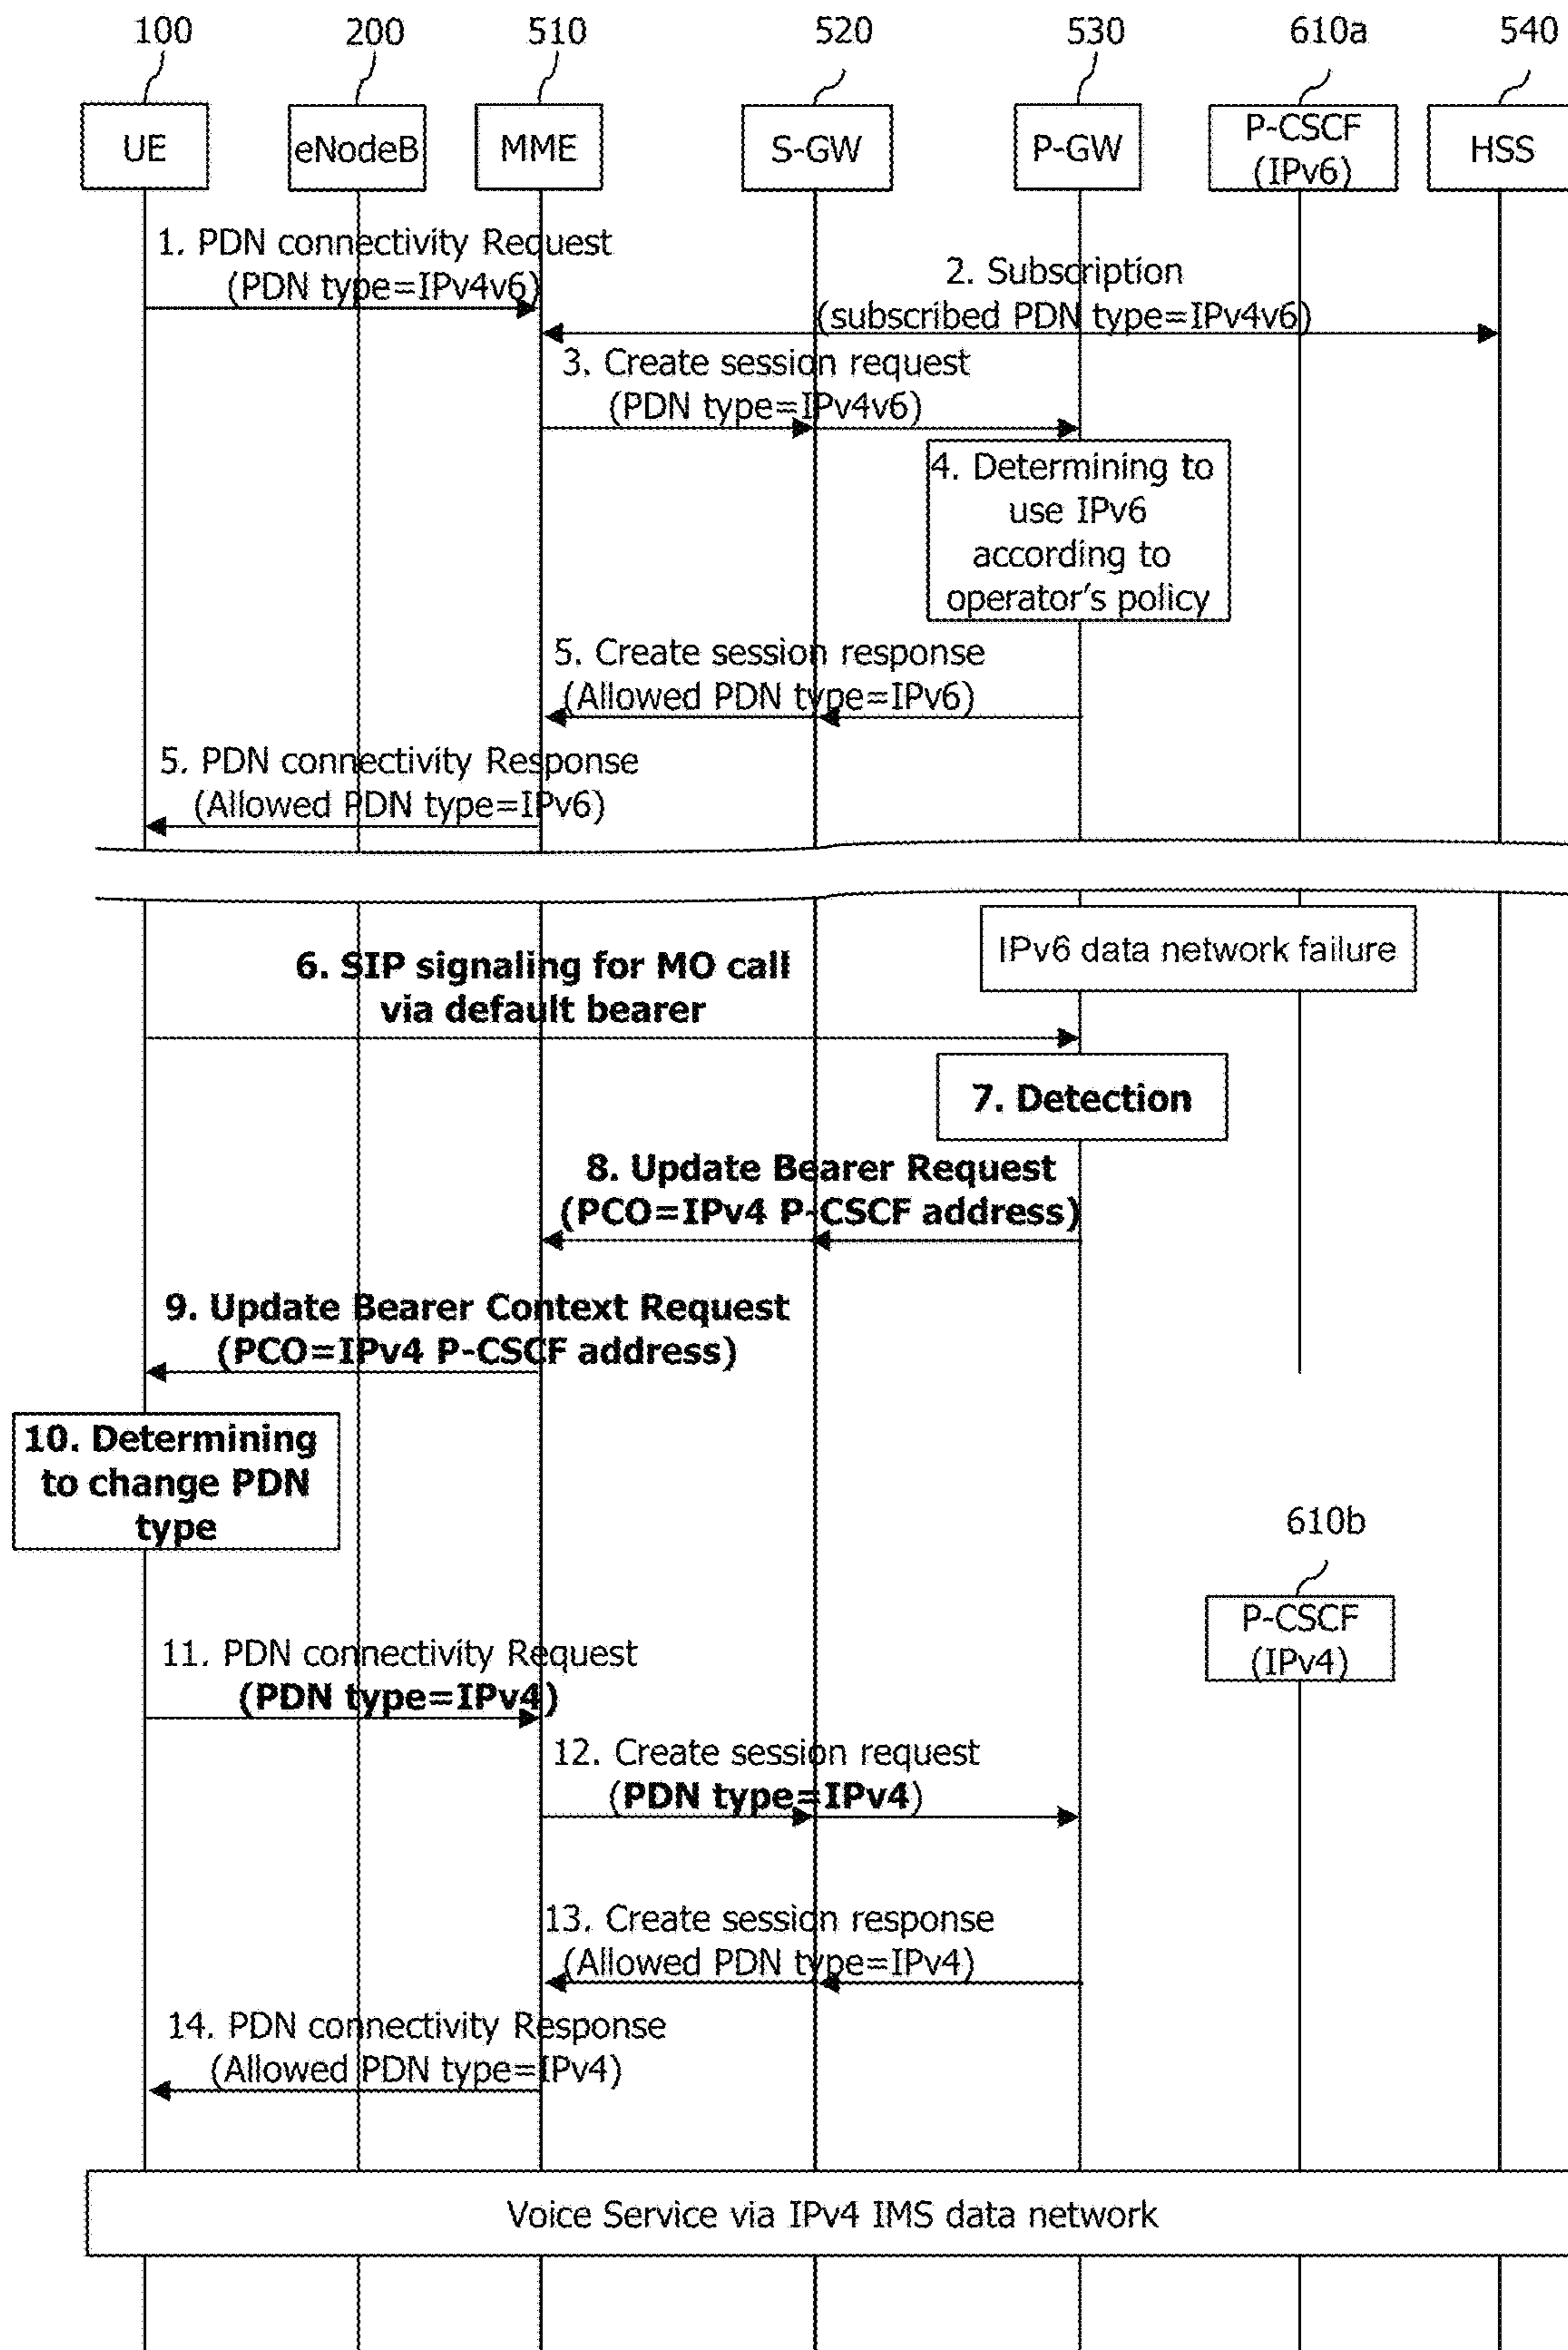 100
200
510
520
530
610a
540
UE
eNodeB
MME
S-GW
P-GW
P-CSCF
(IPv6)
HSS
1. PDN connectivity Request
(PDN type=IPv4v6)
2. Subscription
(subscribed PDN type=IPv4v6)
3. Create session request
(PDN type=IPv4v6)
4. Determining to
use IPv6
according to
operator's policy
5. Create session response
(Allowed PDN type=IPv6)
5. PDN connectivity Response
(Allowed PDN type=IPv6)
IPv6 data network failure
6. SIP signaling for MO call
via default bearer
7. Detection
8. Update Bearer Request
(PCO=IPv4 P-CSCF address)
9. Update Bearer Context Request
(PCO=IPv4 P-CSCF address)
10. Determining
to change PDN
type
610b
P-CSCF
(IPv4)
11. PDN connectivity Request
(PDN type=IPv4)
12. Create session request
(PDN type=IPv4)
13. Create session response
(Allowed PDN type=IPv4)
14. PDN connectivity Response
(Allowed PDN type=IPv4)
Voice Service via IPv4 IMS data network